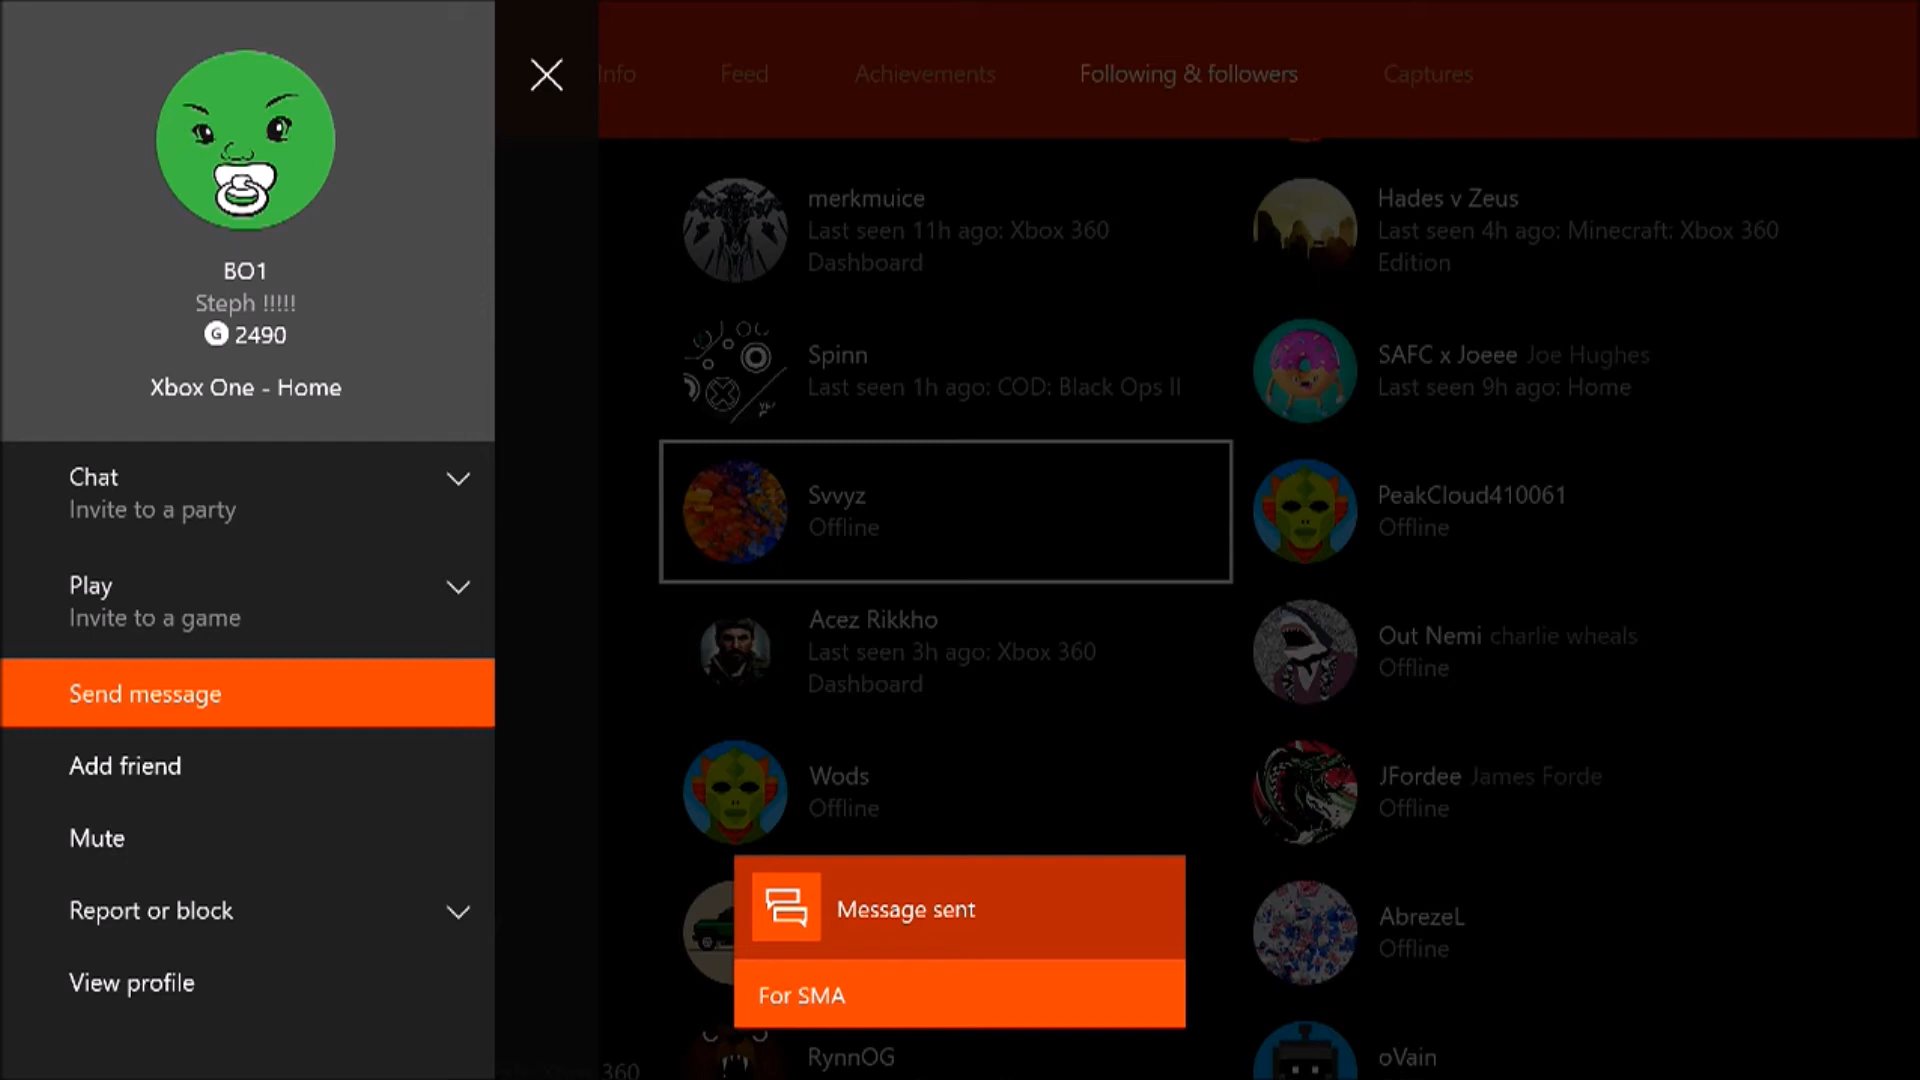 BO1
Steph !!!!!
G 2490
Xbox One - Home
Chat
Invite to a party
Play
Invite to a game
Send message
Add friend
Mute
Report or block
View profile
Info
Feed
Achievements
Following & followers
Captures
merkmuice
Last seen 11h ago: Xbox 360
Dashboard
Hades v Zeus
Last seen 4h ago: Minecraft: Xbox 360
Edition
Spinn
Last seen 1h ago: COD: Black Ops II
SAFC x Joeee Joe Hughes
Last seen 9h ago: Home
Svvyz
Offline
PeakCloud410061
Offline
Acez Rikkho
Last seen 3h ago: Xbox 360
Dashboard
Out Nemi charlie wheals
Offline
Wods
Offline
JFordee James Forde
Offline
Message sent
For SMA
AbrezeL
Offline
RynnOG
oVain
360